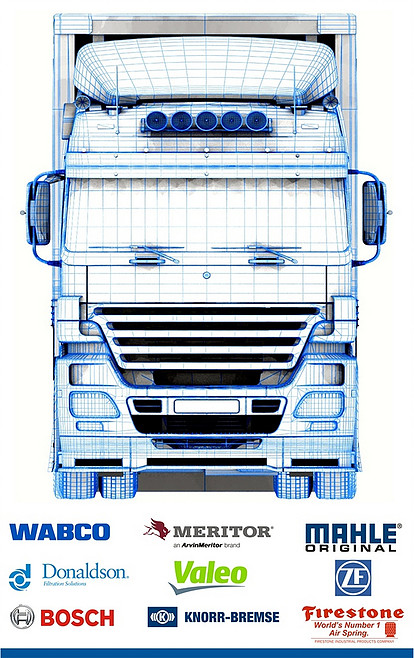 WABCO
MERITOR®
an ArvinMeritor brand
MAHLE®
ORIGINAL
Donaldson®
Filtration Solutions
Valeo
ZF
BOSCH
KNORR-BREMSE
Firestone
World's Number 1
Air Spring.
FIRESTONE INDUSTRIAL PRODUCTS COMPANY